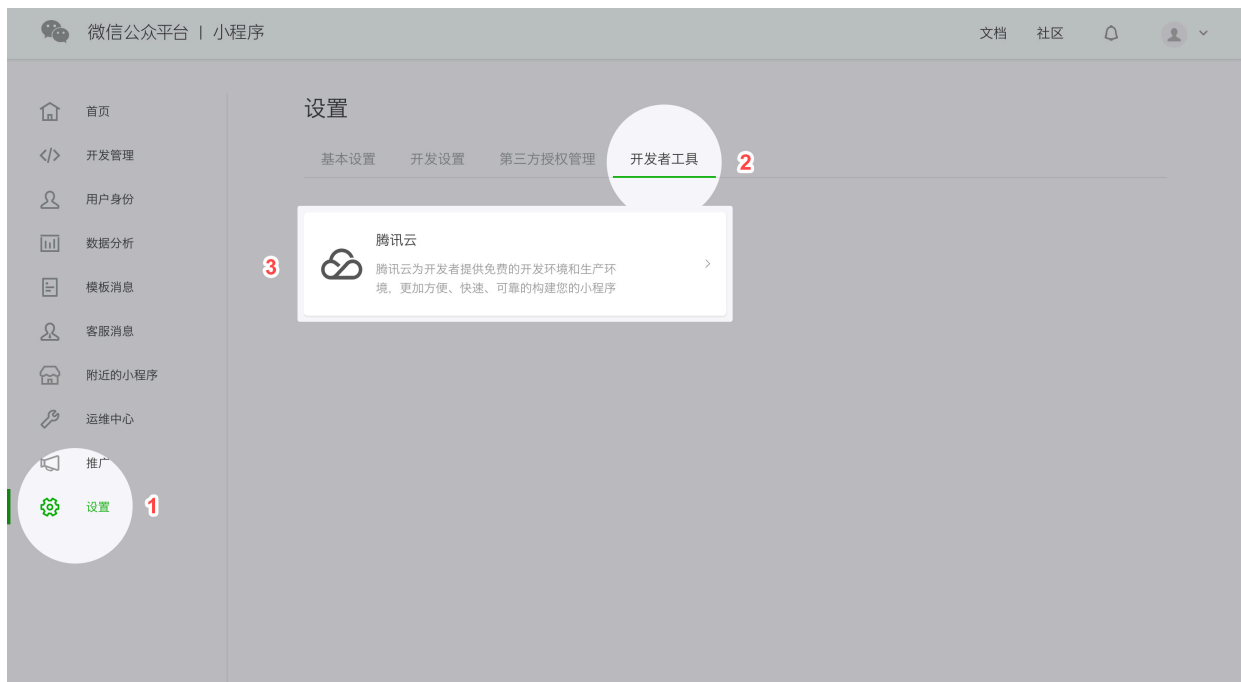 微信公众平台 | 小程序
文档 社区
首页
开发管理
用户身份
数据分析
模板消息
客服消息
附近的小程序
运维中心
推广
设置
1
设置
基本设置 开发设置 第三方授权管理 开发者工具
2
3
腾讯云
腾讯云为开发者提供免费的开发环境和生产环
境，更加方便、快速、可靠的构建您的小程序